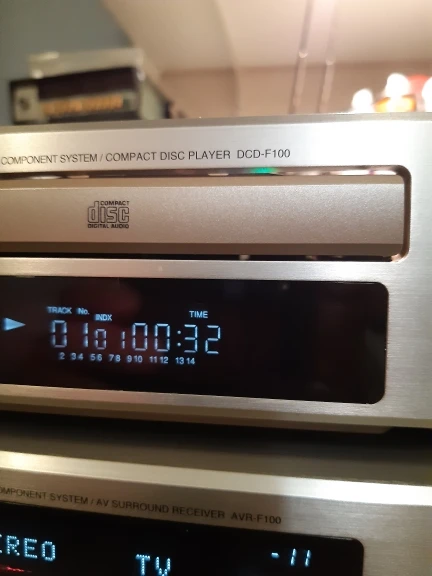 COMPONENT SYSTEM / COMPACT DISC PLAYER DCD-F100
COMPACT
disc
DIGITAL AUDIO
TRACK No. INDX TIME
01 01 00:32
2 3 4 5 6 7 8 9 10 11 12 13 14
COMPONENT SYSTEM / AV SURROUND RECEIVER AVR-F100
EREO TV -11